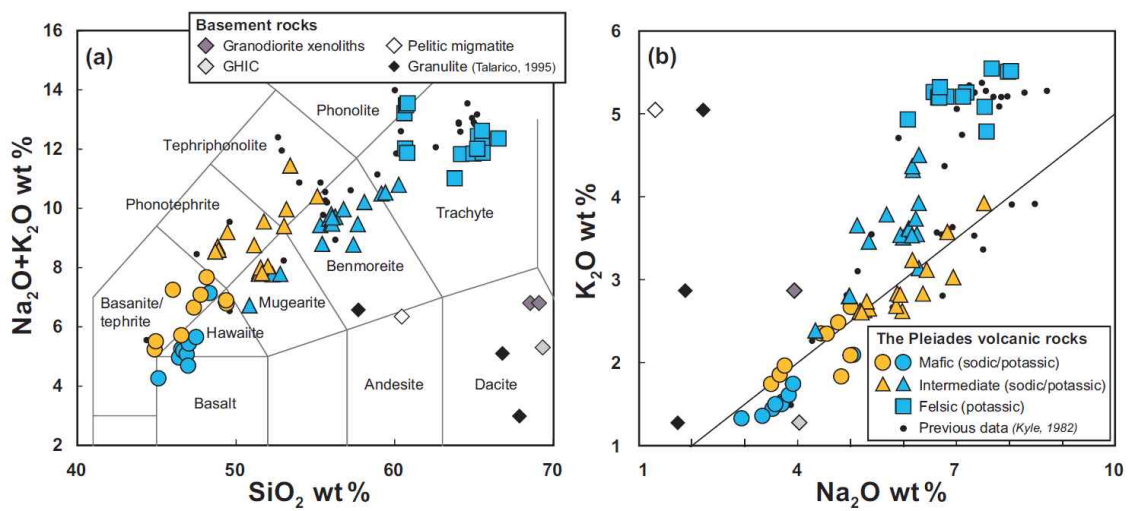 (a)
Basement rocks
Granodiorite xenoliths
Pelitic migmatite
GHIC
Granulite (Talarico, 1995)
Na2O+K2O wt %
16
14
12
10
8
6
4
2
Phonolite
Tephriphonolite
Phonotephrite
Trachyte
Benmoreite
Basanite/
tephrite
Mugearite
Hawaiite
Basalt
Andesite
Dacite
40
50
60
70
SiO2 wt %
(b)
K2O wt %
6
5
4
3
2
1
The Pleiades volcanic rocks
Mafic (sodic/potassic)
Intermediate (sodic/potassic)
Felsic (potassic)
Previous data (Kyle, 1982)
1
4
7
10
Na2O wt %